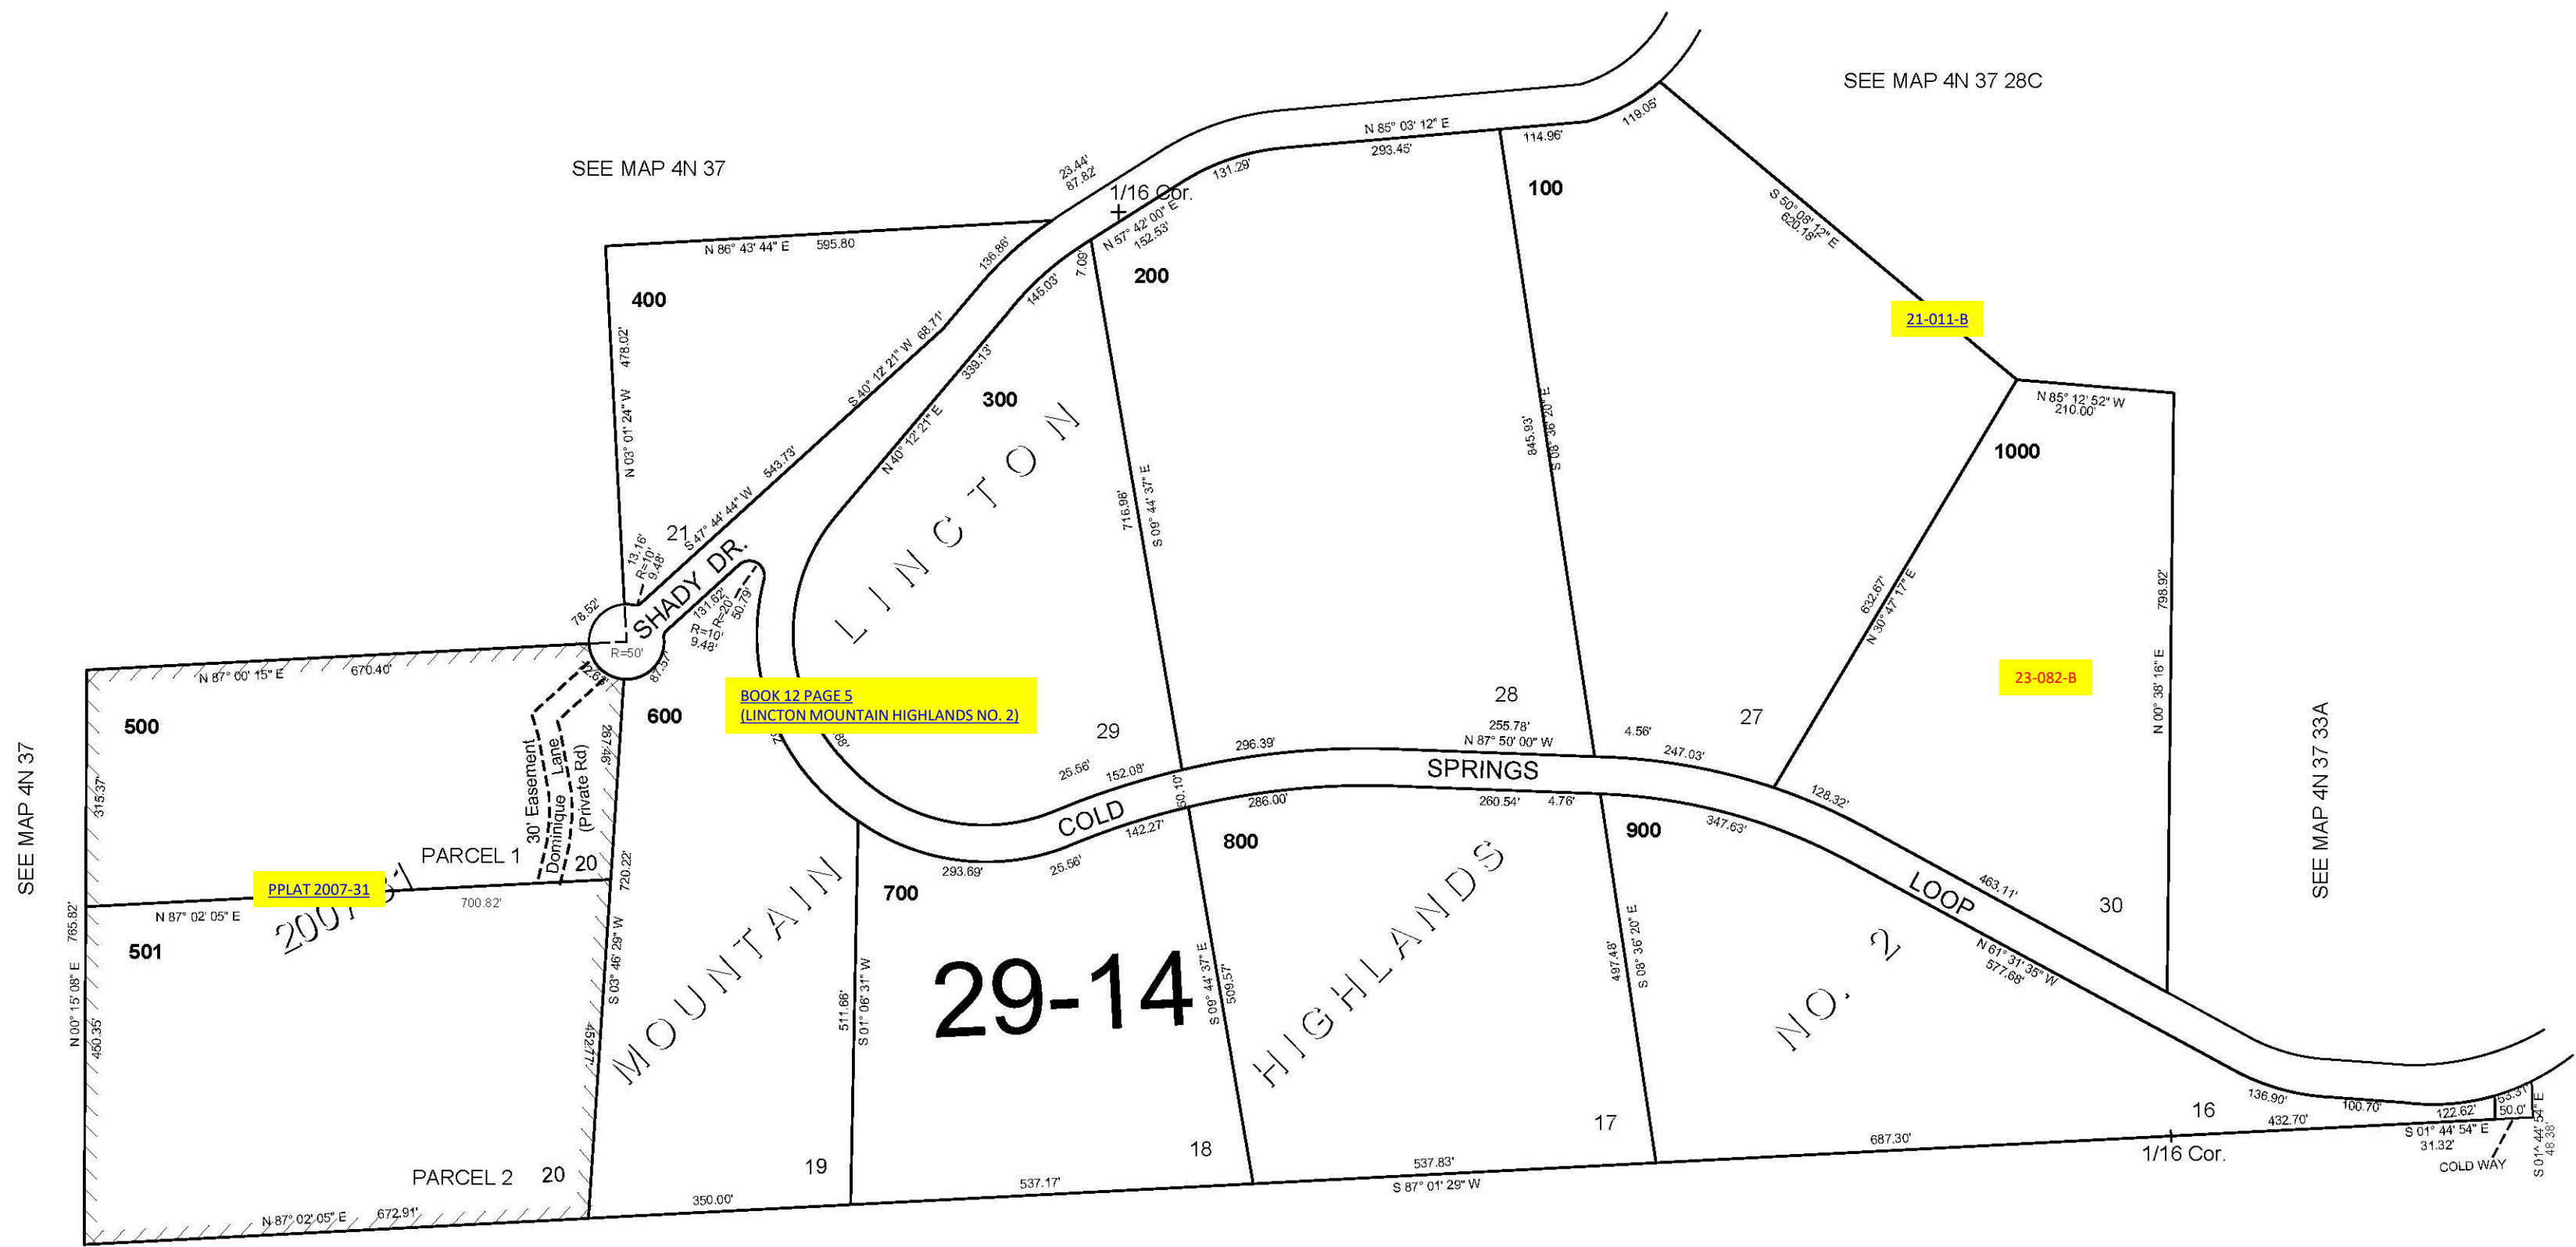 SEE MAP 4N 37 28C
SEE MAP 4N 37
N 85° 03' 12" E
293.45'
114.96'
119.05'
23.44'
87.82'
131.29'
1/16 Cor.
N 57° 42' 00" E
152.53'
100
S 50° 08' 12" E
620.18'
N 86° 43' 44" E 595.80
136.86'
7.09'
145.03'
200
400
478.02'
N 03° 01' 24" W
S 40° 12' 21" W 68.71'
339.13'
300
N 40° 12' 21" E
21-011-B
N 85° 12' 52" W
210.00'
1000
845.93'
S 08° 36' 20" E
716.98'
S 09° 44' 37" E
543.73'
S 47° 44' 44" W
21
13.16'
R=10'
9.48'
SHADY DR.
131.62'
R=20'
50.79'
R=10'
9.48'
78.52'
R=50'
87.57'
LINCTON
632.67'
N 30° 47' 17" E
798.92'
N 00° 38' 16" E
23-082-B
N 87° 00' 15" E
670.40'
500
600
BOOK 12 PAGE 5
(LINCTON MOUNTAIN HIGHLANDS NO. 2)
29
28
27
255.78'
N 87° 50' 00" W
4.56'
247.03'
296.39'
25.56'
152.08'
SPRINGS
COLD
50.10'
286.00'
260.54'
4.76'
142.27'
128.32'
347.63'
SEE MAP 4N 37
SEE MAP 4N 37 33A
315.37'
267.46'
30' Easement
Dominique Lane
(Private Rd)
PARCEL 1
20
720.22'
PPLAT 2007-31
N 87° 02' 05" E
700.82'
501
293.69'
25.56'
700
800
900
463.11'
LOOP
30
N 61° 31' 35" W
577.68'
765.82'
N 00° 15' 08" E
450.35'
S 03° 46' 29" W
452.77'
MOUNTAIN
511.66'
S 01° 06' 31" W
29-14
S 09° 44' 37" E
509.57'
HIGHLANDS
497.48'
S 08° 36' 20" E
NO. 2
PARCEL 2
20
19
18
17
16
136.90'
432.70'
100.70'
122.62'
53.31'
50.0'
S 01° 44' 54" E
31.32'
COLD WAY
S 01° 44' 54" E
48.38'
687.30'
1/16 Cor.
537.83'
S 87° 01' 29" W
537.17'
350.00'
N 87° 02' 05" E
672.91'